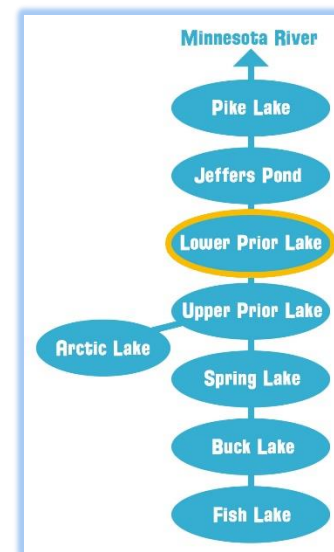 Minnesota River
Pike Lake
Jeffers Pond
Lower Prior Lake
Upper Prior Lake
Arctic Lake
Spring Lake
Buck Lake
Fish Lake